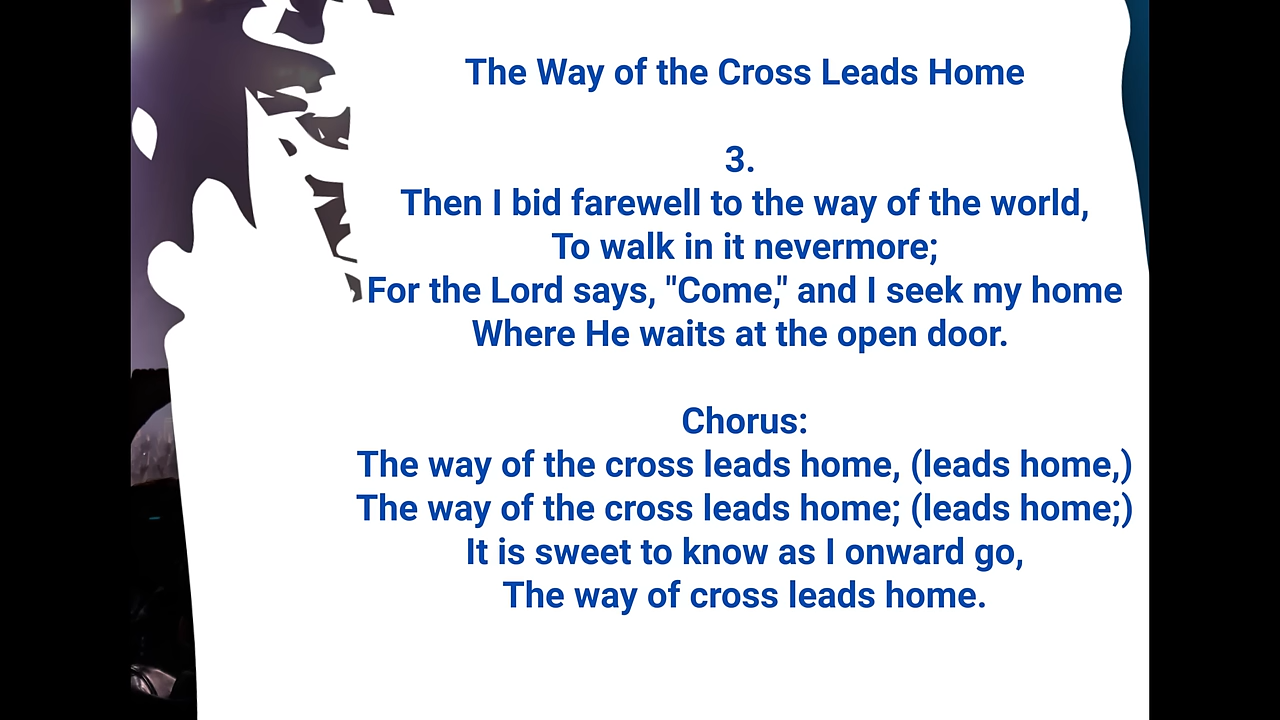 The Way of the Cross Leads Home
3.
Then I bid farewell to the way of the world,
To walk in it nevermore;
For the Lord says, "Come," and I seek my home
Where He waits at the open door.
Chorus:
The way of the cross leads home, (leads home,)
The way of the cross leads home; (leads home;)
It is sweet to know as I onward go,
The way of cross leads home.